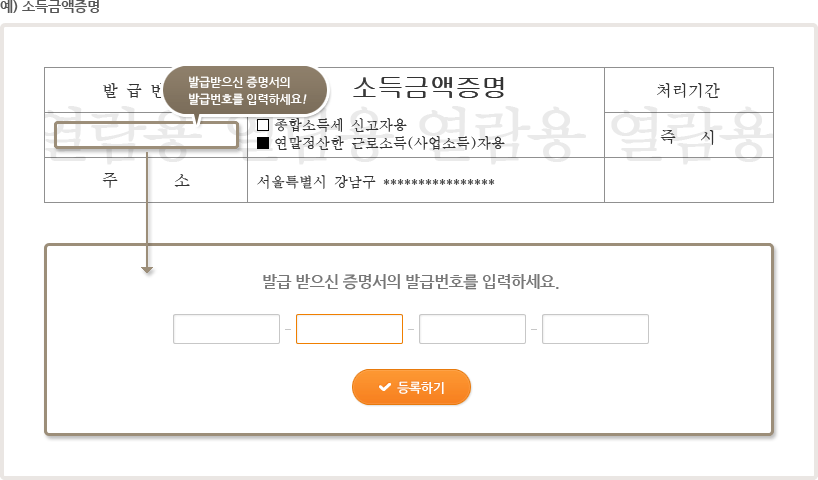 예) 소득금액증명
발급받으신 증명서의
발급번호를 입력하세요!
발 급
소득금액증명
처리기간
열람용 열람용 열람용 열람용
□ 종합소득세 신고자용
■ 연말정산한 근로소득(사업소득)자용
즉 시
주 소
서울특별시 강남구 ****************
발급 받으신 증명서의 발급번호를 입력하세요.
- - -
등록하기